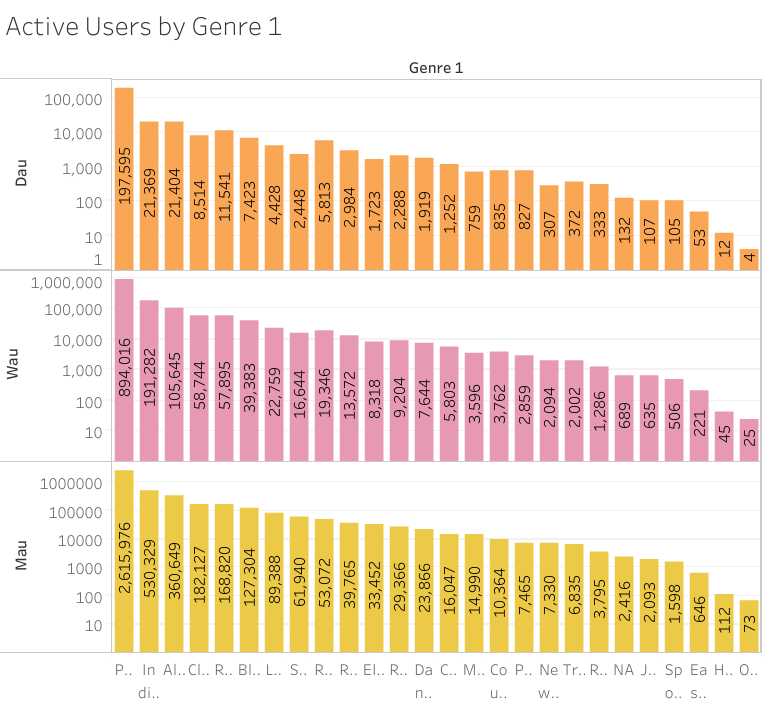 Active Users by Genre 1
Genre 1
Dau
100,000
10,000
1,000
100
10
1
197,595 21,369 21,404 8,514 11,541 7,423 4,428 2,448 5,813 2,984 1,723 2,288 1,919 1,252 759 835 827 307 372 333 132 107 105 53 12 4
Wau
1,000,000
100,000
10,000
1,000
100
10
894,016 191,282 105,645 58,744 57,895 39,383 22,759 16,644 19,346 13,572 8,318 9,204 7,644 5,803 3,596 3,762 2,859 2,094 2,002 1,286 689 635 506 221 45 25
Mau
1000000
100000
10000
1000
100
10
2,615,976 530,329 360,649 182,127 168,820 127,304 89,388 61,940 53,072 39,765 33,452 29,366 23,866 16,047 14,990 10,364 7,465 7,330 6,835 3,795 2,416 2,093 1,598 646 112 73
P.. In Al.. Cl.. R.. Bl.. L.. S.. R.. R.. El.. R.. Da C.. M.. Co P.. Ne Tr.. R.. NA J.. Sp Ea H.. O..
di.. n.. u.. w.. o.. s..